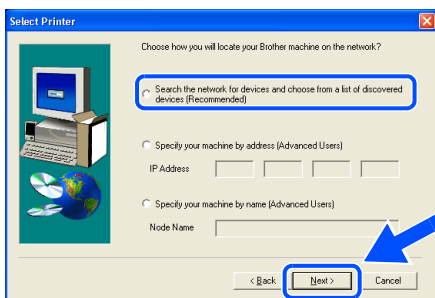 Select Printer
Choose how you will locate your Brother machine on the network?
Search the network for devices and choose from a list of discovered
devices (Recommended)
Specify your machine by address (Advanced Users)
IP Address
Specify your machine by name (Advanced Users)
Node Name
< Back
Next >
Cancel